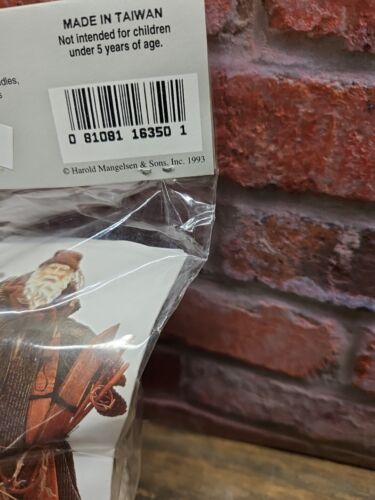 MADE IN TAIWAN
Not intended for children
under 5 years of age.
dles,
s
0 81081 16350 1
© Harold Mangelsen & Sons, Inc. 1993